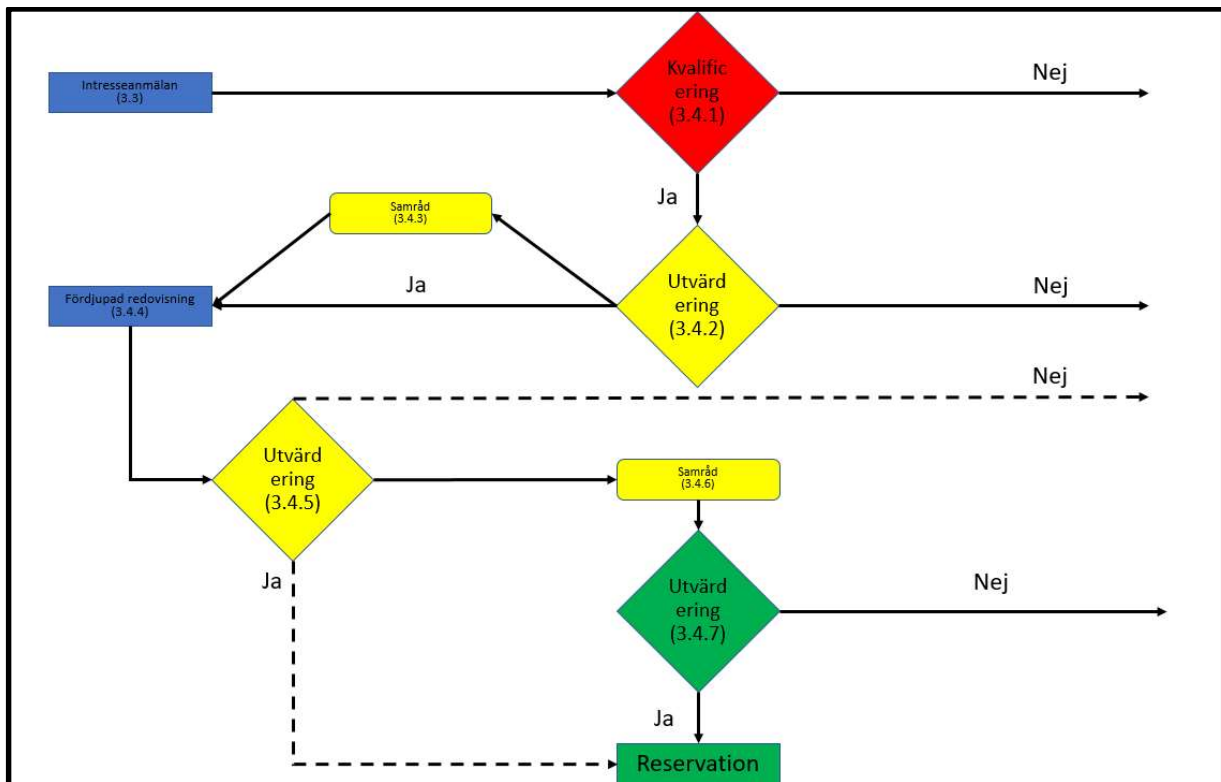 Intresseanmälan
(3.3)
Kvalific
ering
(3.4.1)
Nej
Ja
Samråd
(3.4.3)
Utvärd
ering
(3.4.2)
Nej
Ja
Fördjupad redovisning
(3.4.4)
Nej
Utvärd
ering
(3.4.5)
Samråd
(3.4.6)
Ja
Utvärd
ering
(3.4.7)
Nej
Ja
Reservation